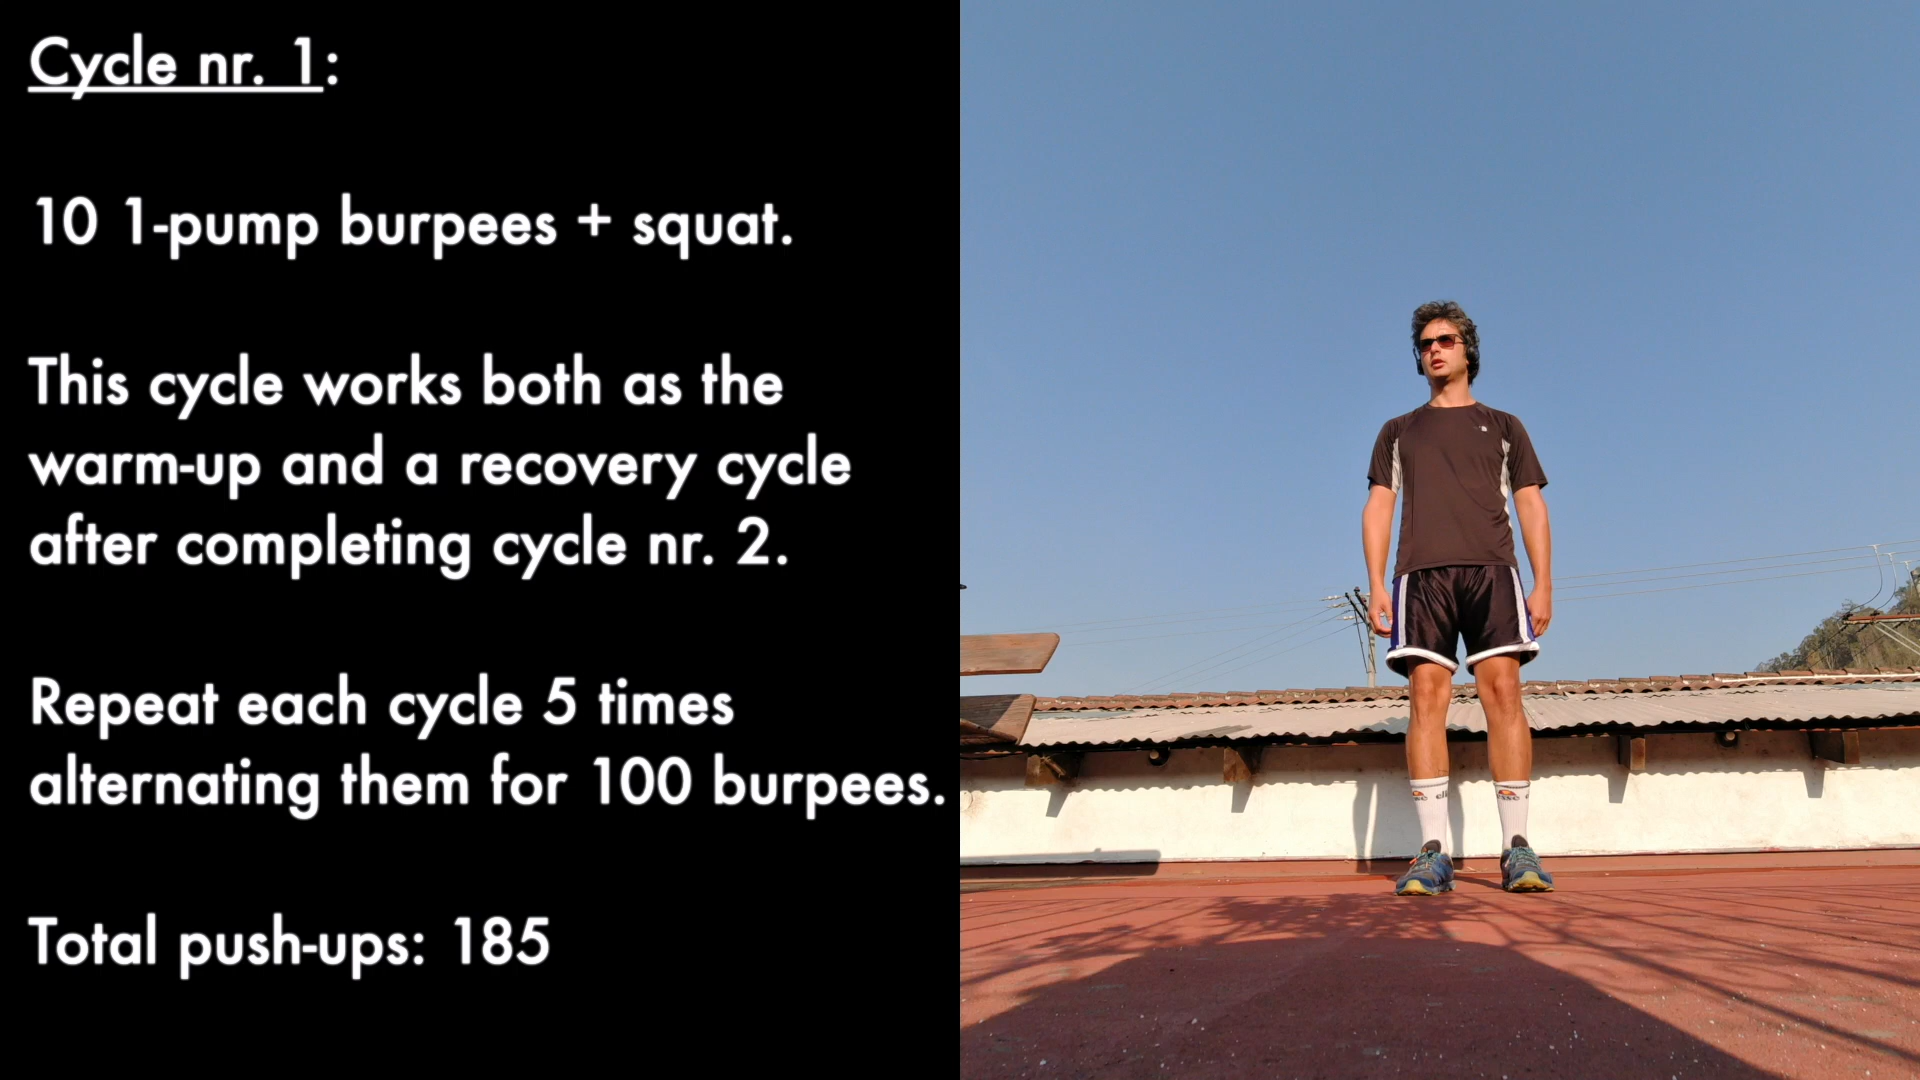 Cycle nr. 1:
10 1-pump burpees + squat.
This cycle works both as the
warm-up and a recovery cycle
after completing cycle nr. 2.
Repeat each cycle 5 times
alternating them for 100 burpees.
Total push-ups: 185